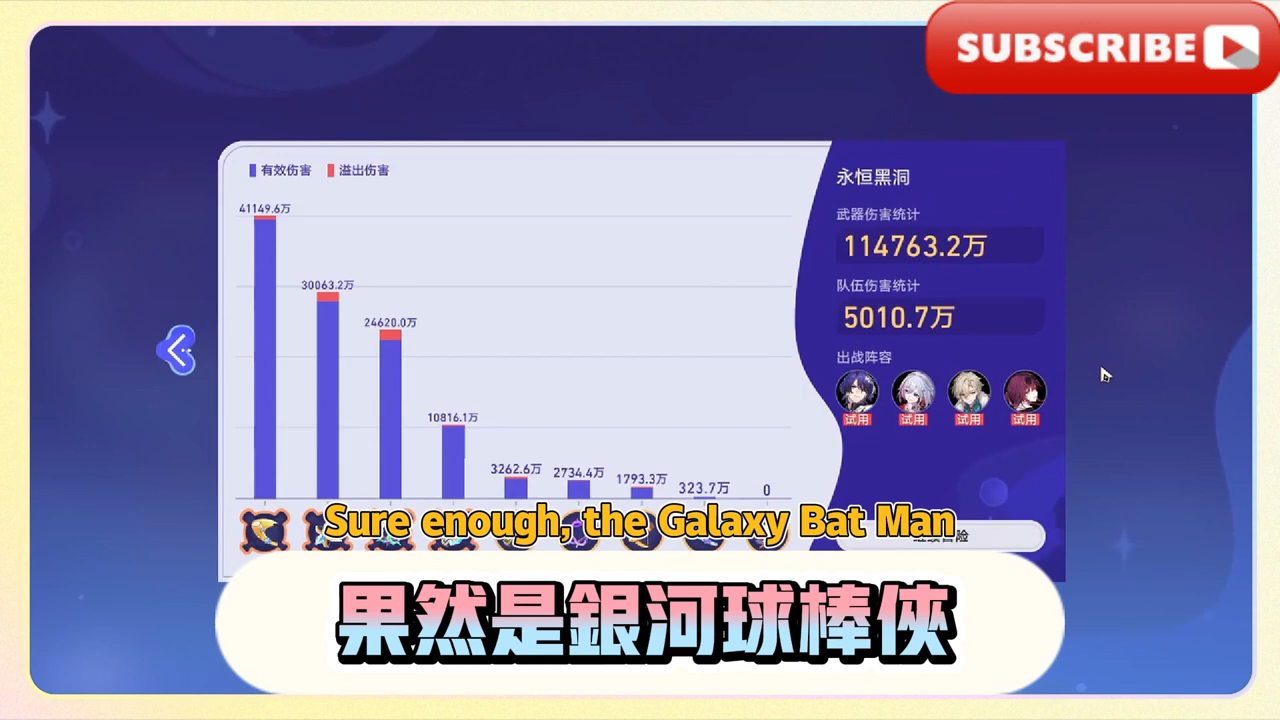 SUBSCRIBE
有效伤害 溢出伤害
41149.6万
30063.2万
24620.0万
10816.1万
3262.6万
2734.4万
1793.3万
323.7万
0
永恒黑洞
武器伤害统计
114763.2万
队伍伤害统计
5010.7万
出战阵容
试用 试用 试用 试用
Sure enough, the Galaxy Bat Man
果然是銀河球棒俠